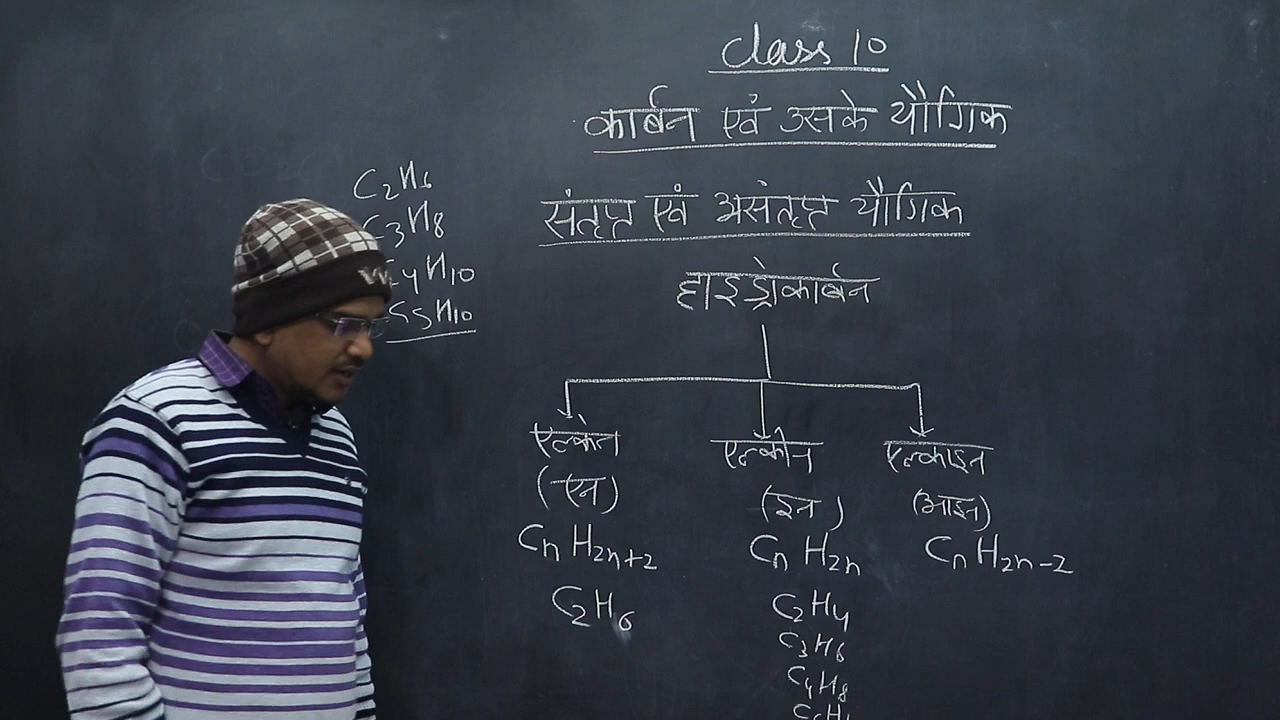 Class 10
कार्बन एवं उसके यौगिक
संतृप्त एवं असंतृप्त यौगिक
C2H6
C3H8
C4H10
C5H10
हाइड्रोकार्बन
एल्केन
(एन)
CnH2n+2
C2H6
एल्कीन
(इन)
CnH2n
C2H4
C3H6
C4H8
एल्काइन
(आइन)
CnH2n-2